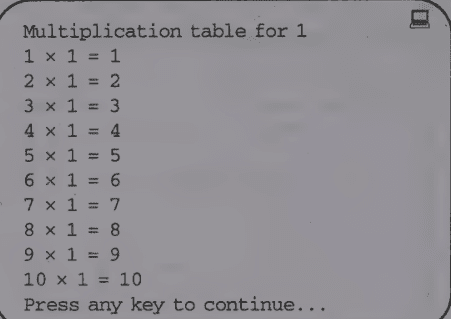 Multiplication table for 1
1 × 1 = 1
2 × 1 = 2
3 × 1 = 3
4 × 1 = 4
5 × 1 = 5
6 × 1 = 6
7 × 1 = 7
8 × 1 = 8
9 × 1 = 9
10 × 1 = 10
Press any key to continue...